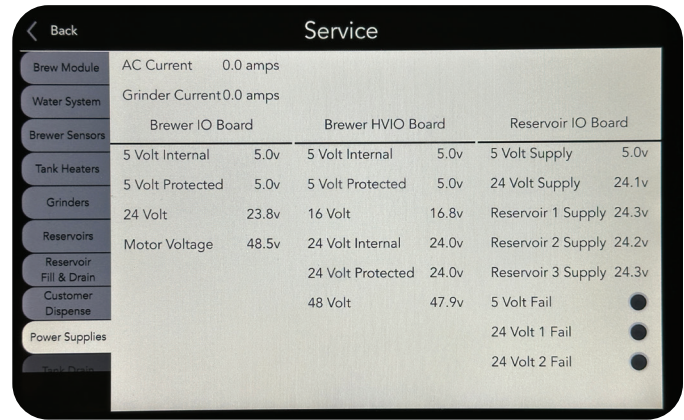 Back
Service
Brew Module
Water System
Brewer Sensors
Tank Heaters
Grinders
Reservoirs
Reservoir
Fill & Drain
Customer
Dispense
Power Supplies
Tank Drain
AC Current 0.0 amps
Grinder Current 0.0 amps
Brewer IO Board
5 Volt Internal 5.0v
5 Volt Protected 5.0v
24 Volt 23.8v
Motor Voltage 48.5v
Brewer HVIO Board
5 Volt Internal 5.0v
5 Volt Protected 5.0v
16 Volt 16.8v
24 Volt Internal 24.0v
24 Volt Protected 24.0v
48 Volt 47.9v
Reservoir IO Board
5 Volt Supply 5.0v
24 Volt Supply 24.1v
Reservoir 1 Supply 24.3v
Reservoir 2 Supply 24.2v
Reservoir 3 Supply 24.3v
5 Volt Fail
24 Volt 1 Fail
24 Volt 2 Fail